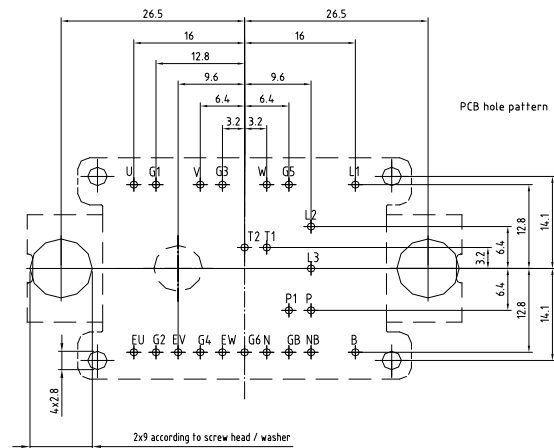 26.5 26.5
16 16
12.8
9.6 9.6
6.4 6.4
3.2 3.2
PCB hole pattern
U G1 V G3 W G5 L1
L2
T2 T1
L3
P1 P
EU G2 EV G4 EW G6 N GB NB B
3.2
6.4
12.8
14.1
6.4
12.8
14.1
4x2.8
2x9 according to screw head / washer